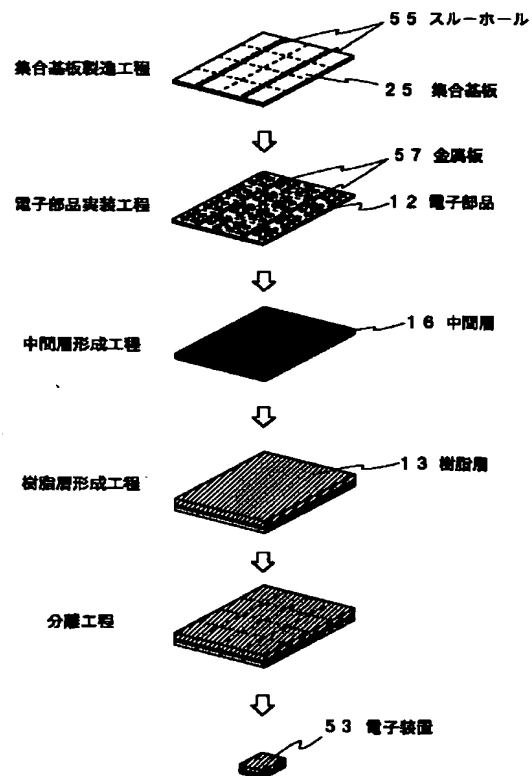 55 スルーホール
集合基板製造工程
25 集合基板
57 金属板
電子部品実装工程
12 電子部品
16 中間層
中間層形成工程
13 樹脂層
樹脂層形成工程
分離工程
53 電子装置